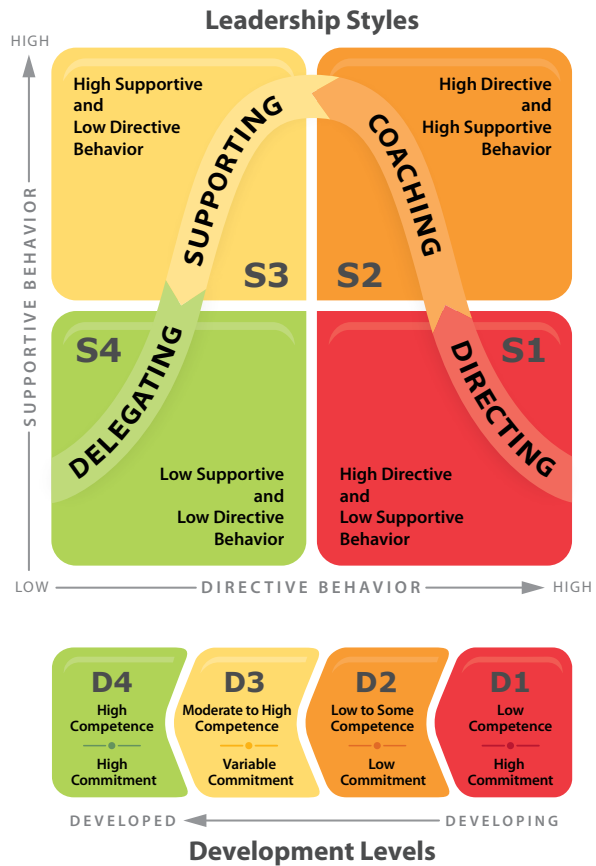 Leadership Styles
HIGH
SUPPORTIVE BEHAVIOR
High Supportive
and
Low Directive
Behavior
SUPPORTING
S3
High Directive
and
High Supportive
Behavior
COACHING
S2
S4
DELEGATING
Low Supportive
and
Low Directive
Behavior
S1
DIRECTING
High Directive
and
Low Supportive
Behavior
LOW
DIRECTIVE BEHAVIOR
HIGH
D4
High
Competence
High
Commitment
D3
Moderate to High
Competence
Variable
Commitment
D2
Low to Some
Competence
Low
Commitment
D1
Low
Competence
High
Commitment
DEVELOPED
DEVELOPING
Development Levels